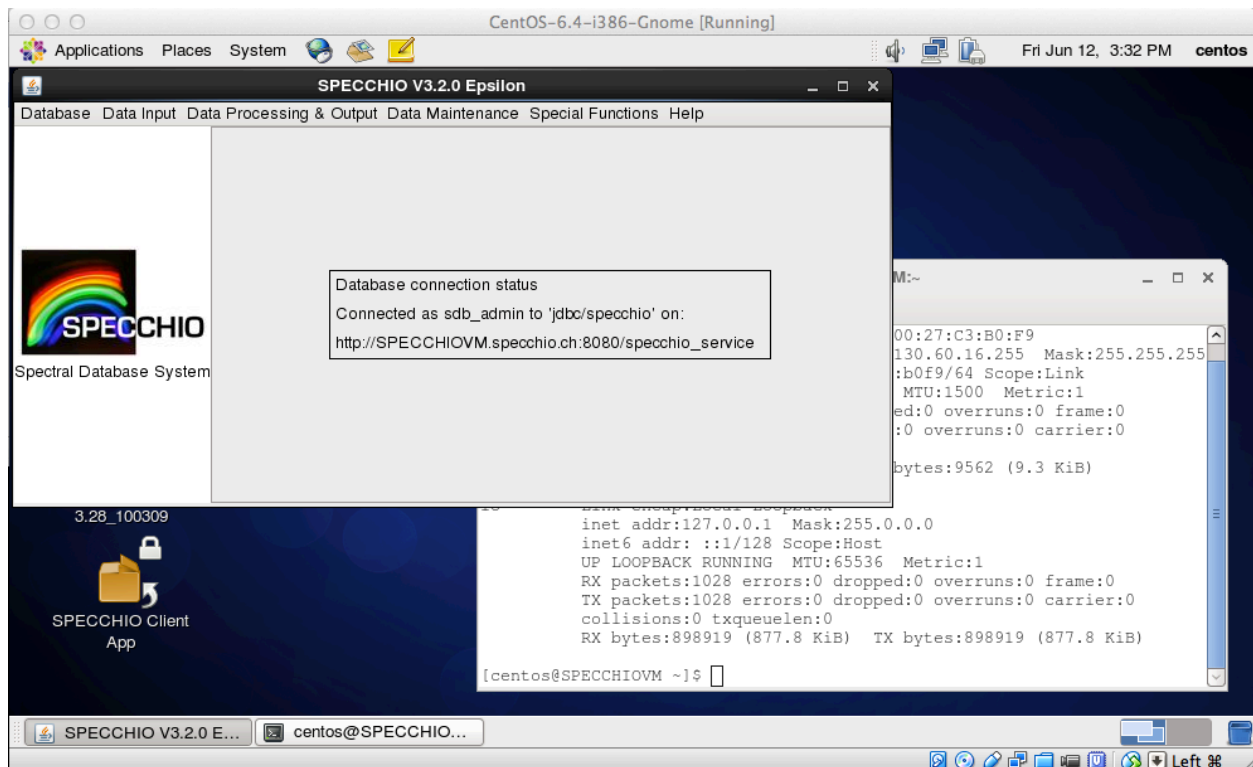 CentOS-6.4-i386-Gnome [Running]
Applications Places System Fri Jun 12, 3:32 PM centos
SPECCHIO V3.2.0 Epsilon
Database Data Input Data Processing & Output Data Maintenance Special Functions Help
SPECCHIO
Spectral Database System
Database connection status
Connected as sdb_admin to 'jdbc/specchio' on:
http://SPECCHIOVM.specchio.ch:8080/specchio_service
M:~
00:27:C3:B0:F9
130.60.16.255 Mask:255.255.255
:b0f9/64 Scope:Link
MTU:1500 Metric:1
ed:0 overruns:0 frame:0
:0 overruns:0 carrier:0
bytes:9562 (9.3 KiB)
inet addr:127.0.0.1 Mask:255.0.0.0
inet6 addr: ::1/128 Scope:Host
UP LOOPBACK RUNNING MTU:65536 Metric:1
RX packets:1028 errors:0 dropped:0 overruns:0 frame:0
TX packets:1028 errors:0 dropped:0 overruns:0 carrier:0
collisions:0 txqueuelen:0
RX bytes:898919 (877.8 KiB) TX bytes:898919 (877.8 KiB)
[centos@SPECCHIOVM ~]$
3.28_100309
SPECCHIO Client
App
SPECCHIO V3.2.0 E... centos@SPECCHIO...
Left ⌘